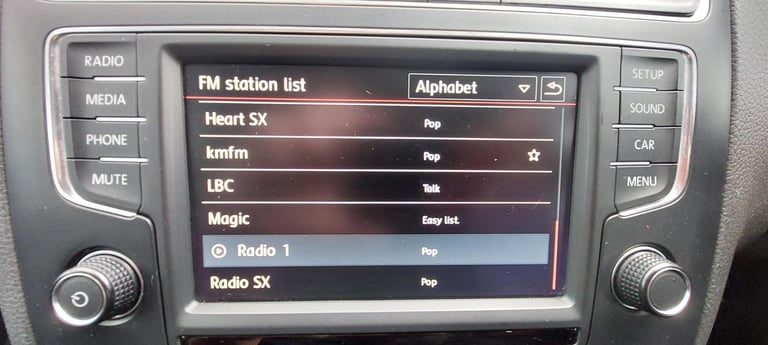 RADIO
MEDIA
PHONE
MUTE
FM station list Alphabet
Heart SX Pop
kmfm Pop
LBC Talk
Magic Easy list.
Radio 1 Pop
Radio SX Pop
SETUP
SOUND
CAR
MENU